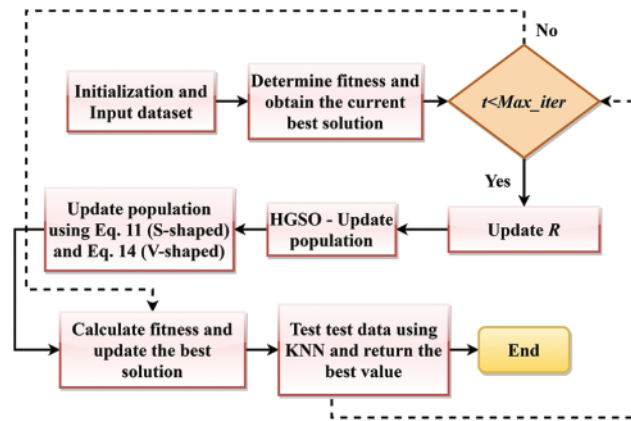 No
Initialization and
Input dataset
Determine fitness and
obtain the current
best solution
t<Max_iter
Yes
Update population
using Eq. 11 (S-shaped)
and Eq. 14 (V-shaped)
HGSO - Update
population
Update R
Calculate fitness and
update the best
solution
Test test data using
KNN and return the
best value
End